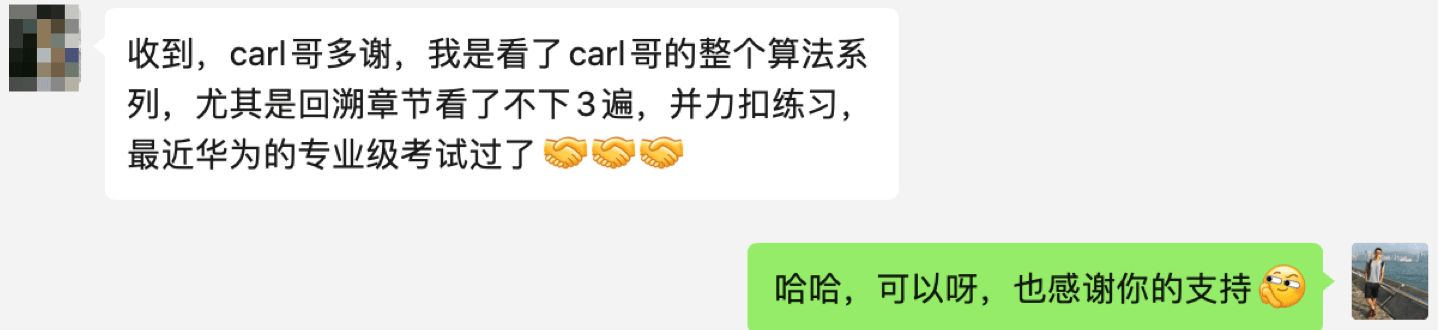 收到，carl哥多谢，我是看了carl哥的整个算法系
列，尤其是回溯章节看了不下3遍，并力扣练习，
最近华为的专业级考试过了🤝🤝🤝
哈哈，可以呀，也感谢你的支持